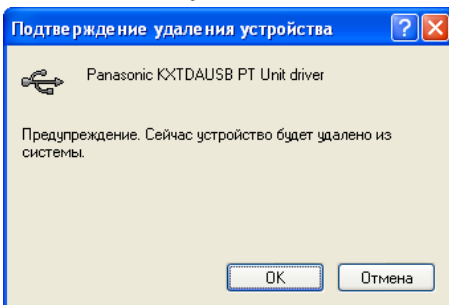 Подтверждение удаления устройства
Panasonic KXTDAUSB PT Unit driver
Предупреждение. Сейчас устройство будет удалено из
системы.
OK
Отмена